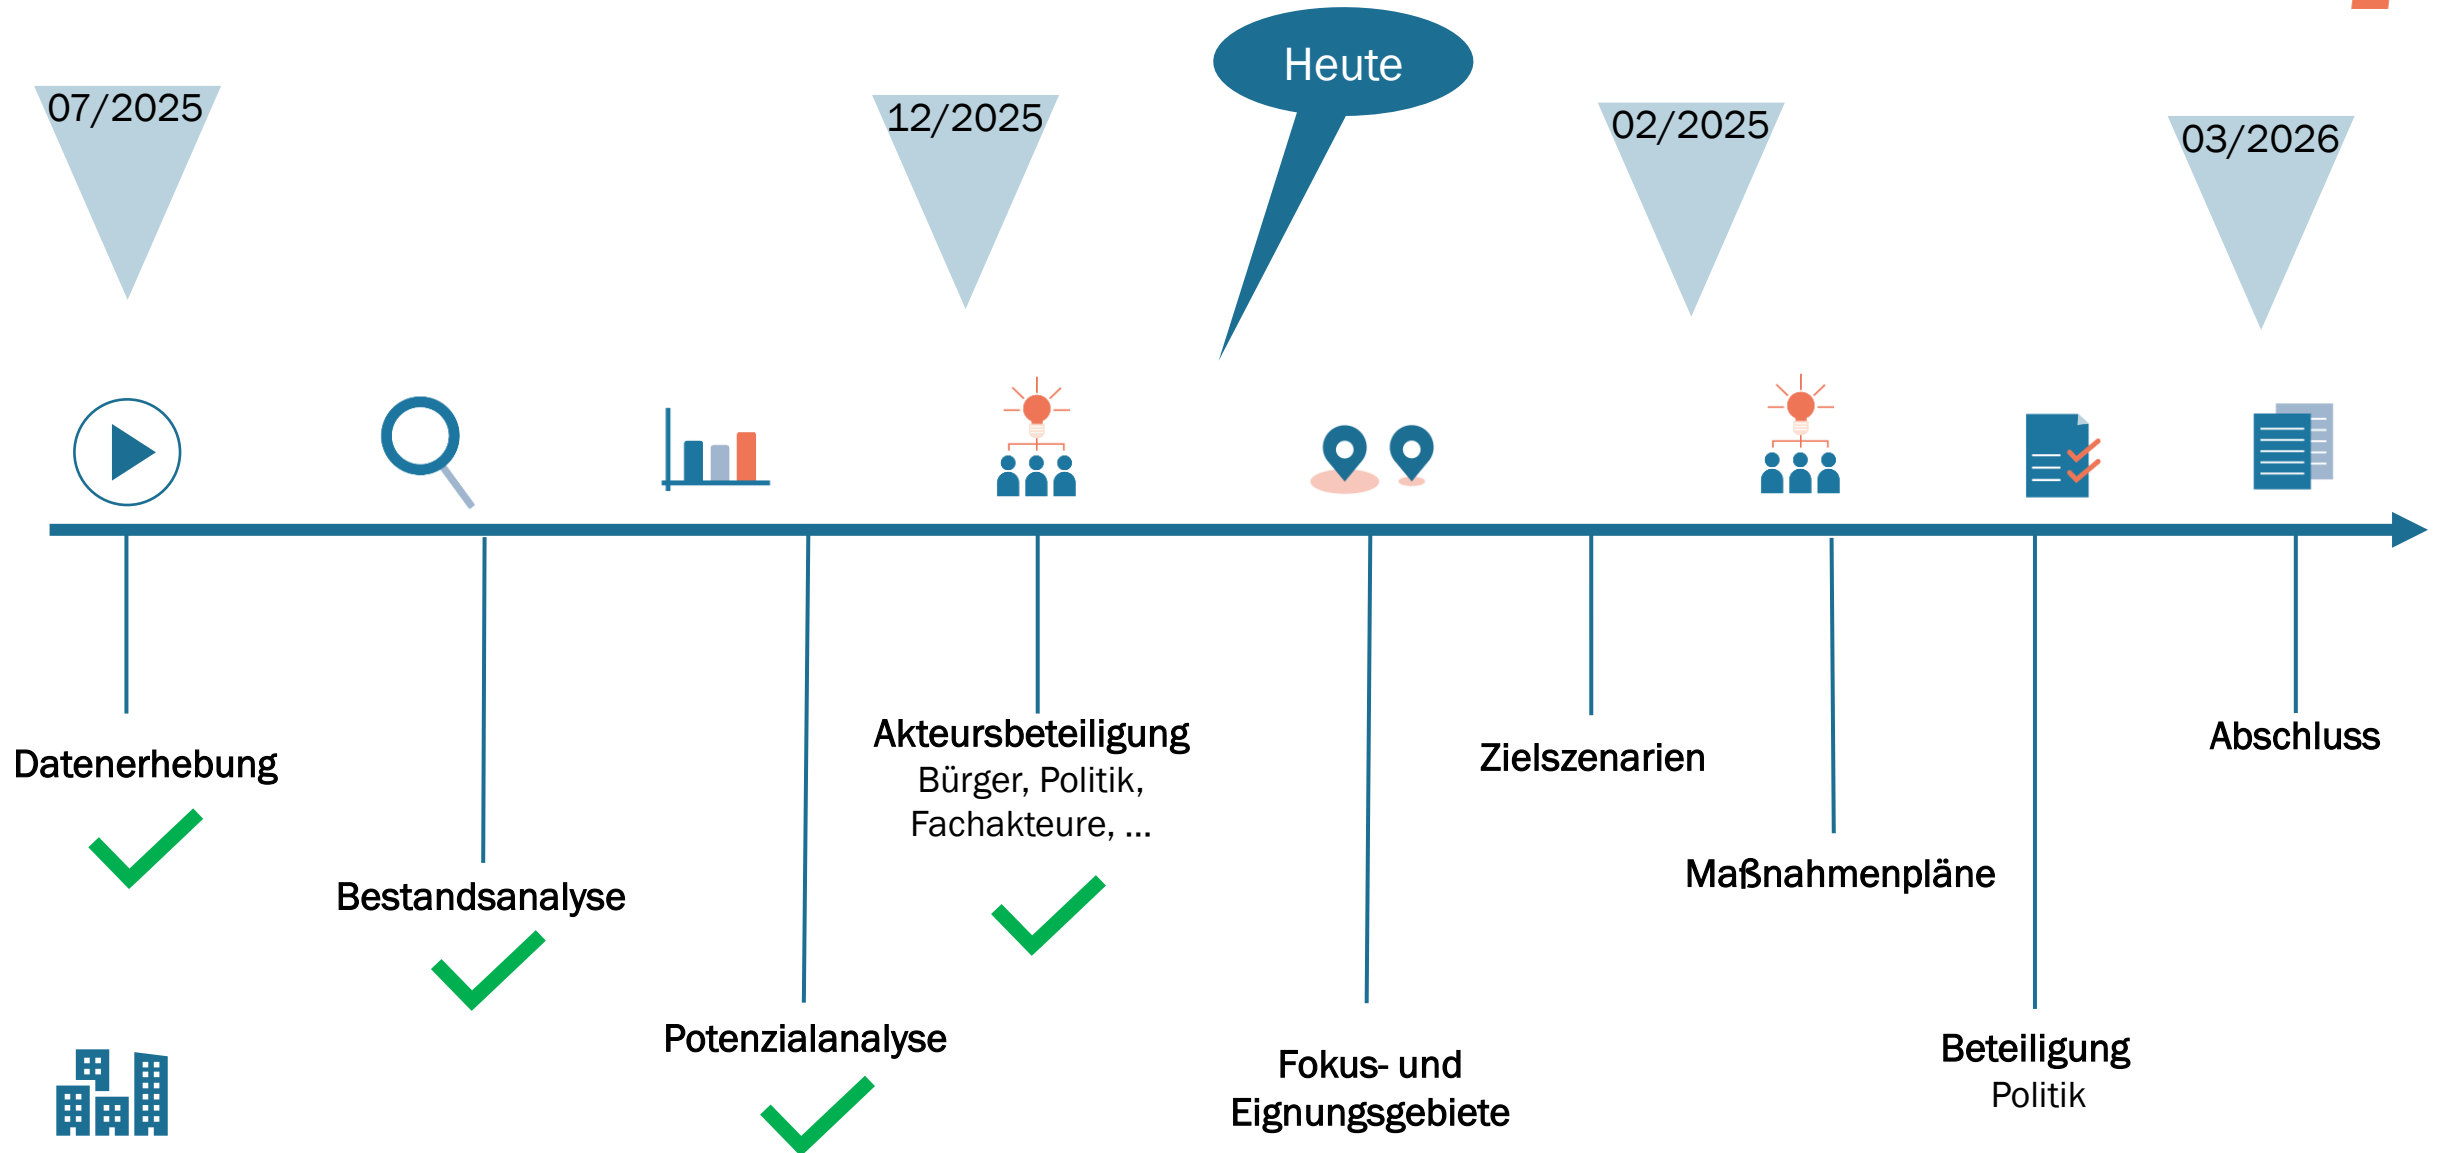 Heute
07/2025
12/2025
02/2025
03/2026
Datenerhebung
Bestandsanalyse
Potenzialanalyse
Akteursbeteiligung
Bürger, Politik,
Fachakteure, ...
Fokus- und
Eignungsgebiete
Zielszenarien
Maßnahmenpläne
Beteiligung
Politik
Abschluss